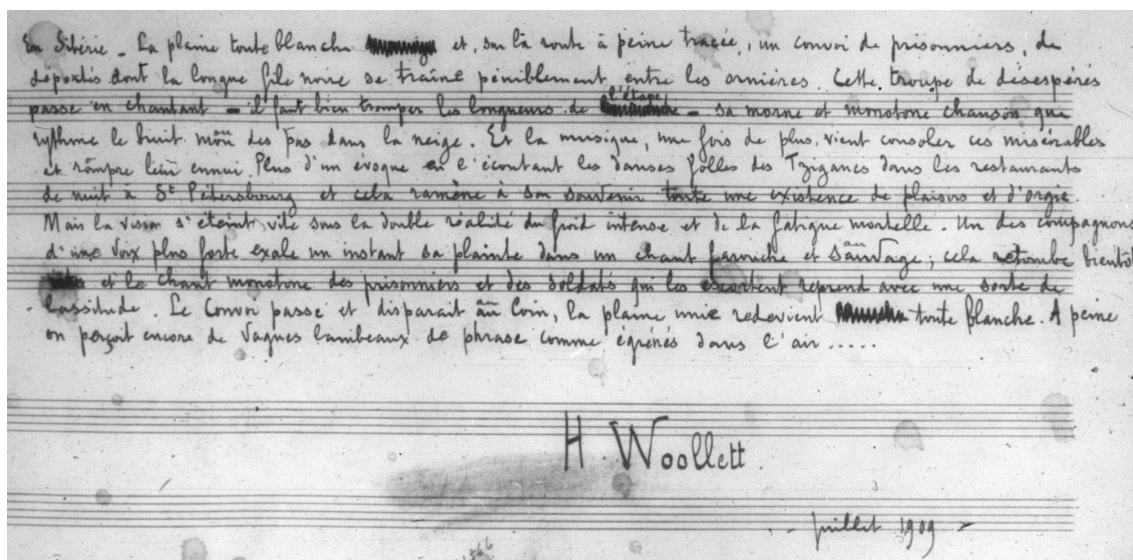 En Sibérie _ La plaine toute blanche et, sur la route à peine tracée, un convoi de prisonniers, de
déportés dont la longue file noire se traîne péniblement entre les ornières. Cette troupe de désespérés
passe en chantant _ il faut bien tromper les longueurs de l'étape _ sa morne et monotone chanson que
rythme le bruit mou des pas dans la neige. Et la musique, une fois de plus, vient consoler ces misérables
et rompre leur ennui. Plus d'un évoque en l'écoutant les danses folles des Tziganes dans les restaurants
de nuit à St Pétersbourg et cela ramène à son souvenir toute une existence de plaisirs et d'orgie.
Mais la vision s'éteint vite sous la double réalité du froid intense et de la fatigue mortelle. Un des compagnons
d'une voix plus forte exale un instant sa plainte dans un chant farouche et sauvage ; cela retombe bientôt
et le chant monotone des prisonniers et des soldats qui les escortent reprend avec une sorte de
lassitude. Le Convoi passe et disparait au loin, la plaine unie redevient toute blanche. A peine
on perçoit encore de vagues lambeaux de phrase comme égrénés dans l'air .....
H. Woollett.
_ Juillet 1909 _